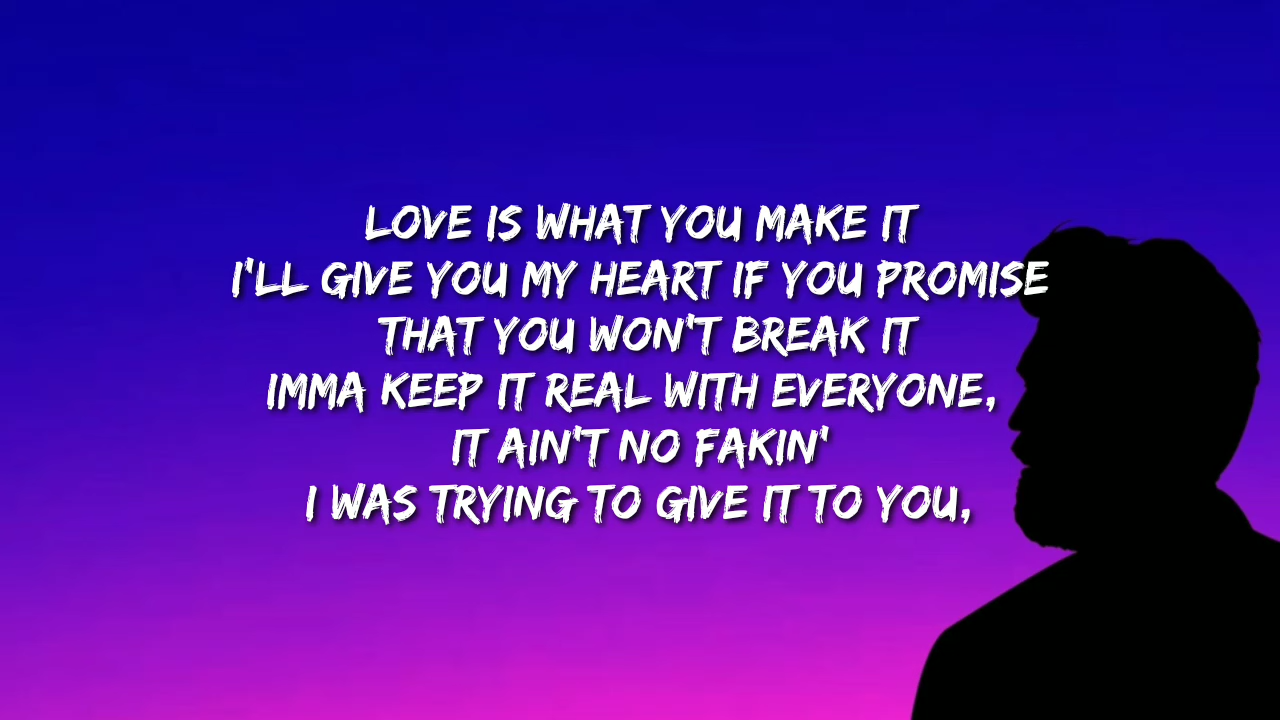 LOVE IS WHAT YOU MAKE IT
I'LL GIVE YOU MY HEART IF YOU PROMISE
THAT YOU WON'T BREAK IT
IMMA KEEP IT REAL WITH EVERYONE,
IT AIN'T NO FAKIN'
I WAS TRYING TO GIVE IT TO YOU,